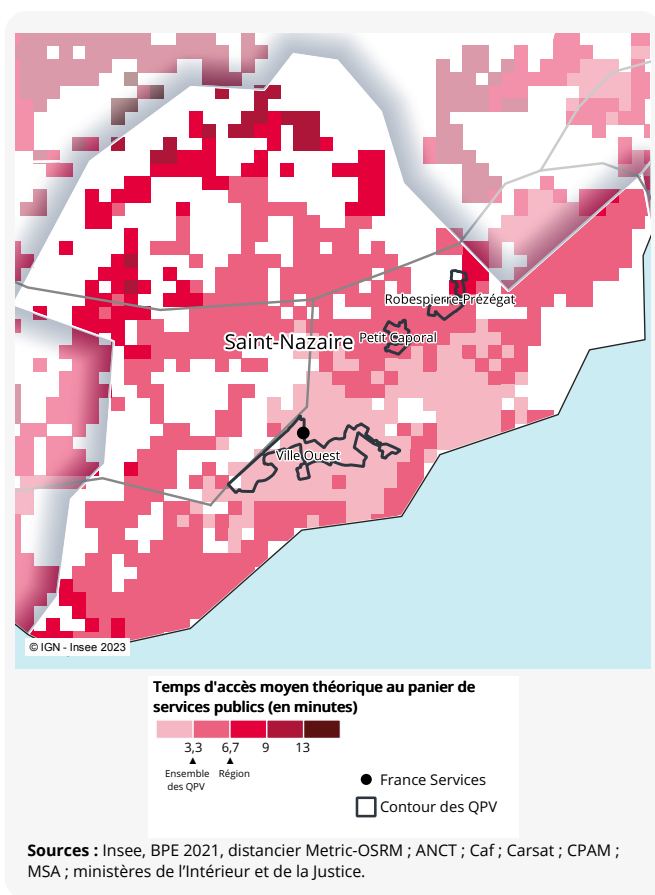 Robespierre-Prézégat
Saint-Nazaire
Petit Caporal
Ville Ouest
© IGN - Insee 2023
Temps d'accès moyen théorique au panier de
services publics (en minutes)
3,3 6,7 9 13
▲ ▲
Ensemble Région
des QPV
France Services
Contour des QPV
Sources : Insee, BPE 2021, distancier Metric-OSRM ; ANCT ; Caf ; Carsat ; CPAM ;
MSA ; ministères de l'Intérieur et de la Justice.